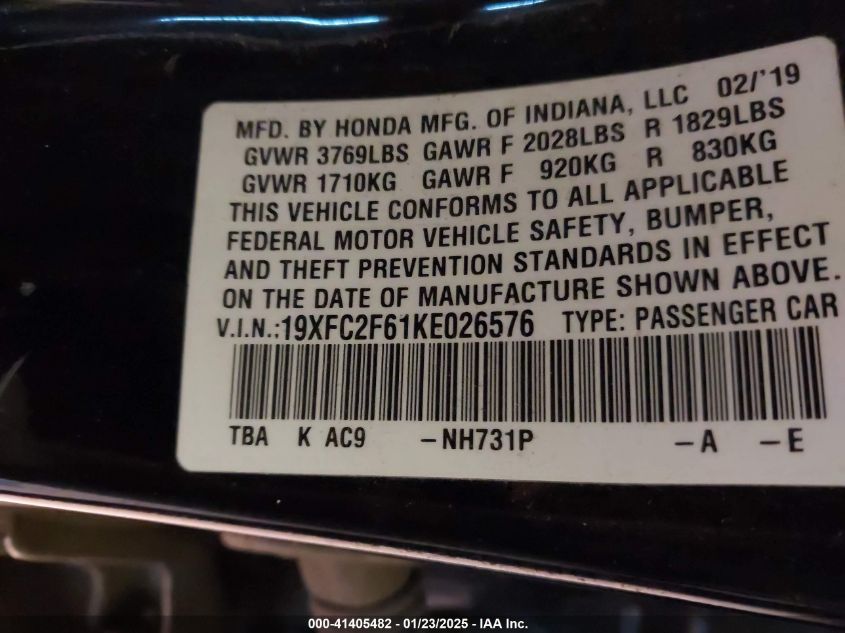 MFD. BY HONDA MFG. OF INDIANA, LLC 02/'19
GVWR 3769LBS GAWR F 2028LBS R 1829LBS
GVWR 1710KG GAWR F 920KG R 830KG
THIS VEHICLE CONFORMS TO ALL APPLICABLE
FEDERAL MOTOR VEHICLE SAFETY, BUMPER,
AND THEFT PREVENTION STANDARDS IN EFFECT
ON THE DATE OF MANUFACTURE SHOWN ABOVE.
V.I.N.:19XFC2F61KE026576 TYPE: PASSENGER CAR
TBA K AC9 –NH731P –A –E
000-41405482 — 01/23/2025 — IAA Inc.